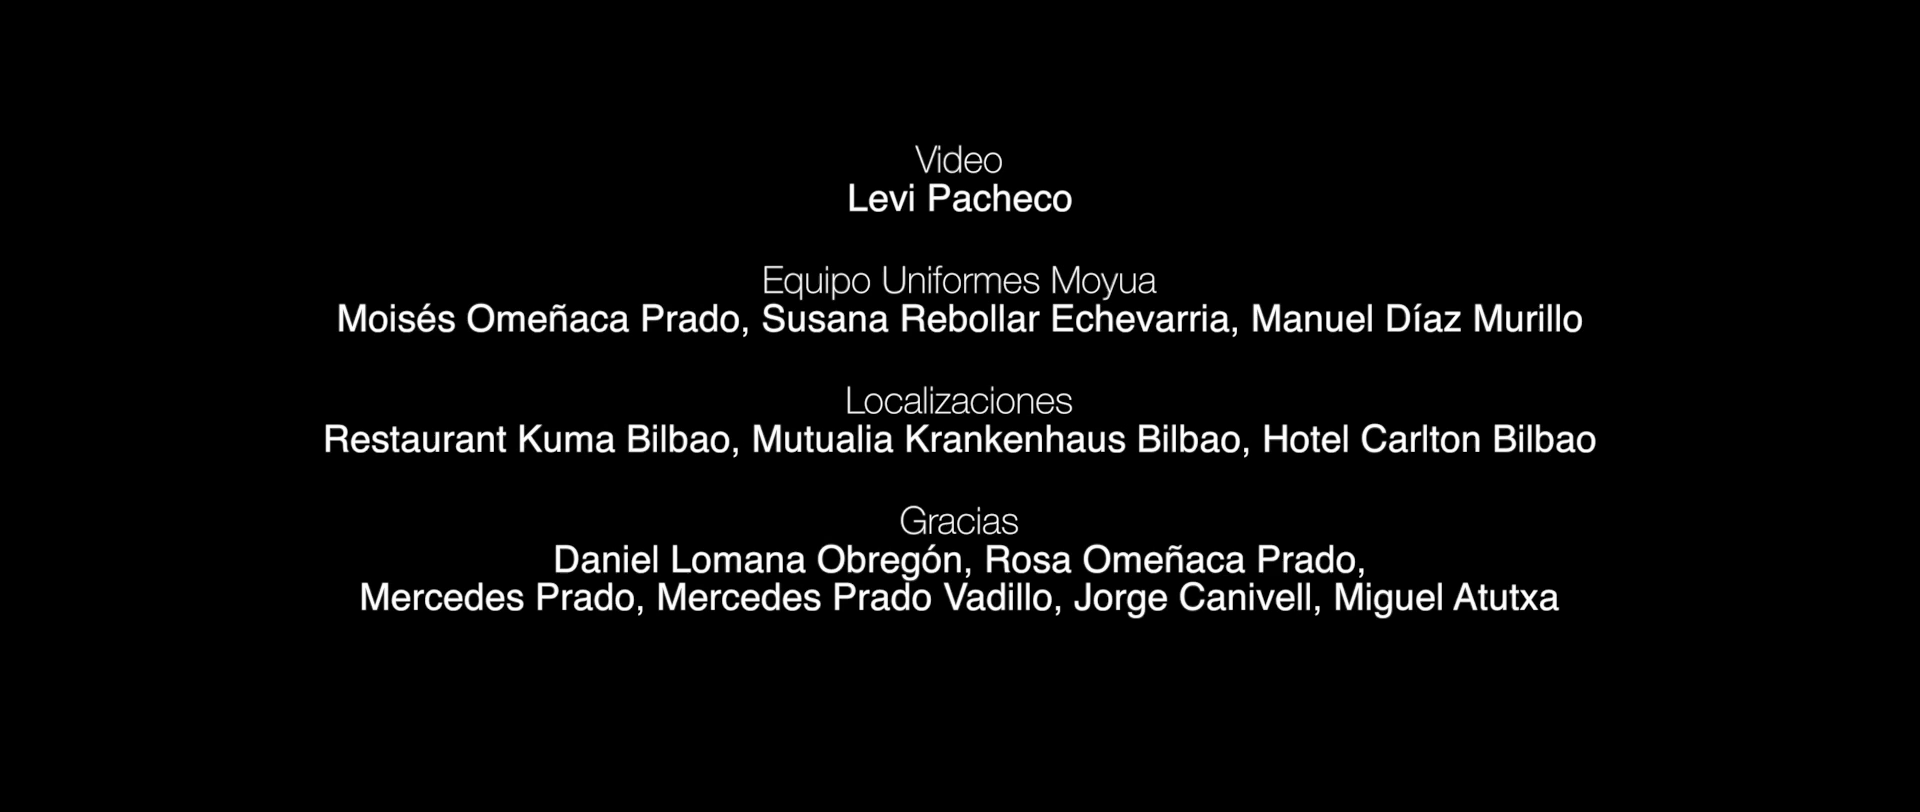 Video
Levi Pacheco
Equipo Uniformes Moyua
Moisés Omeñaca Prado, Susana Rebollar Echevarria, Manuel Díaz Murillo
Localizaciones
Restaurant Kuma Bilbao, Mutualia Krankenhaus Bilbao, Hotel Carlton Bilbao
Gracias
Daniel Lomana Obregón, Rosa Omeñaca Prado,
Mercedes Prado, Mercedes Prado Vadillo, Jorge Canivell, Miguel Atutxa